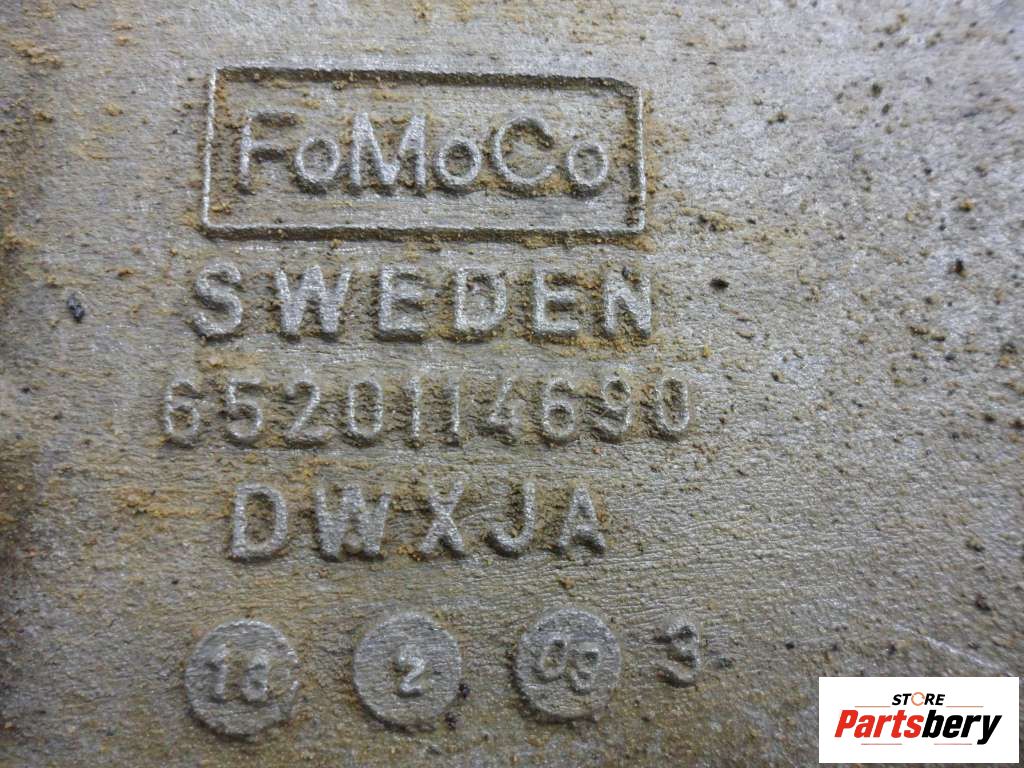 FoMoCo
SWEDEN
6520114690
DWXJA
2 3
STORE
Partsbery